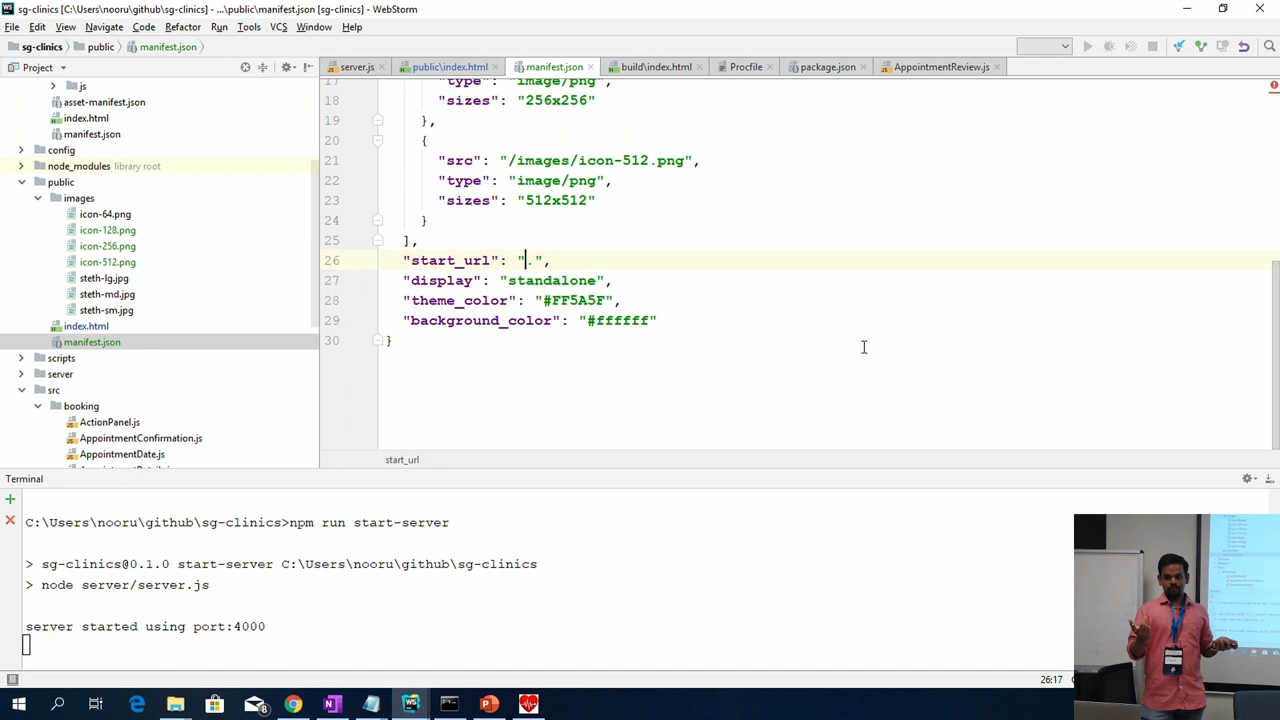 sg-clinics [C:\Users\nooru\github\sg-clinics] - ...\public\manifest.json [sg-clinics] - WebStorm
File Edit View Navigate Code Refactor Run Tools VCS Window Help
sg-clinics public manifest.json
Project
server.js public\index.html manifest.json build\index.html Procfile package.json AppointmentReview.js
js
asset-manifest.json
index.html
manifest.json
config
node_modules library root
public
images
icon-64.png
icon-128.png
icon-256.png
icon-512.png
steth-lg.jpg
steth-md.jpg
steth-sm.jpg
index.html
manifest.json
scripts
server
src
booking
ActionPanel.js
AppointmentConfirmation.js
AppointmentDate.js
17 "type": "image/png",
18 "sizes": "256x256"
19 },
20 {
21 "src": "/images/icon-512.png",
22 "type": "image/png",
23 "sizes": "512x512"
24 }
25 ],
26 "start_url": ".",
27 "display": "standalone",
28 "theme_color": "#FF5A5F",
29 "background_color": "#ffffff"
30 }
start_url
Terminal
C:\Users\nooru\github\sg-clinics>npm run start-server
> sg-clinics@0.1.0 start-server C:\Users\nooru\github\sg-clinics
> node server/server.js
server started using port:4000
26:17